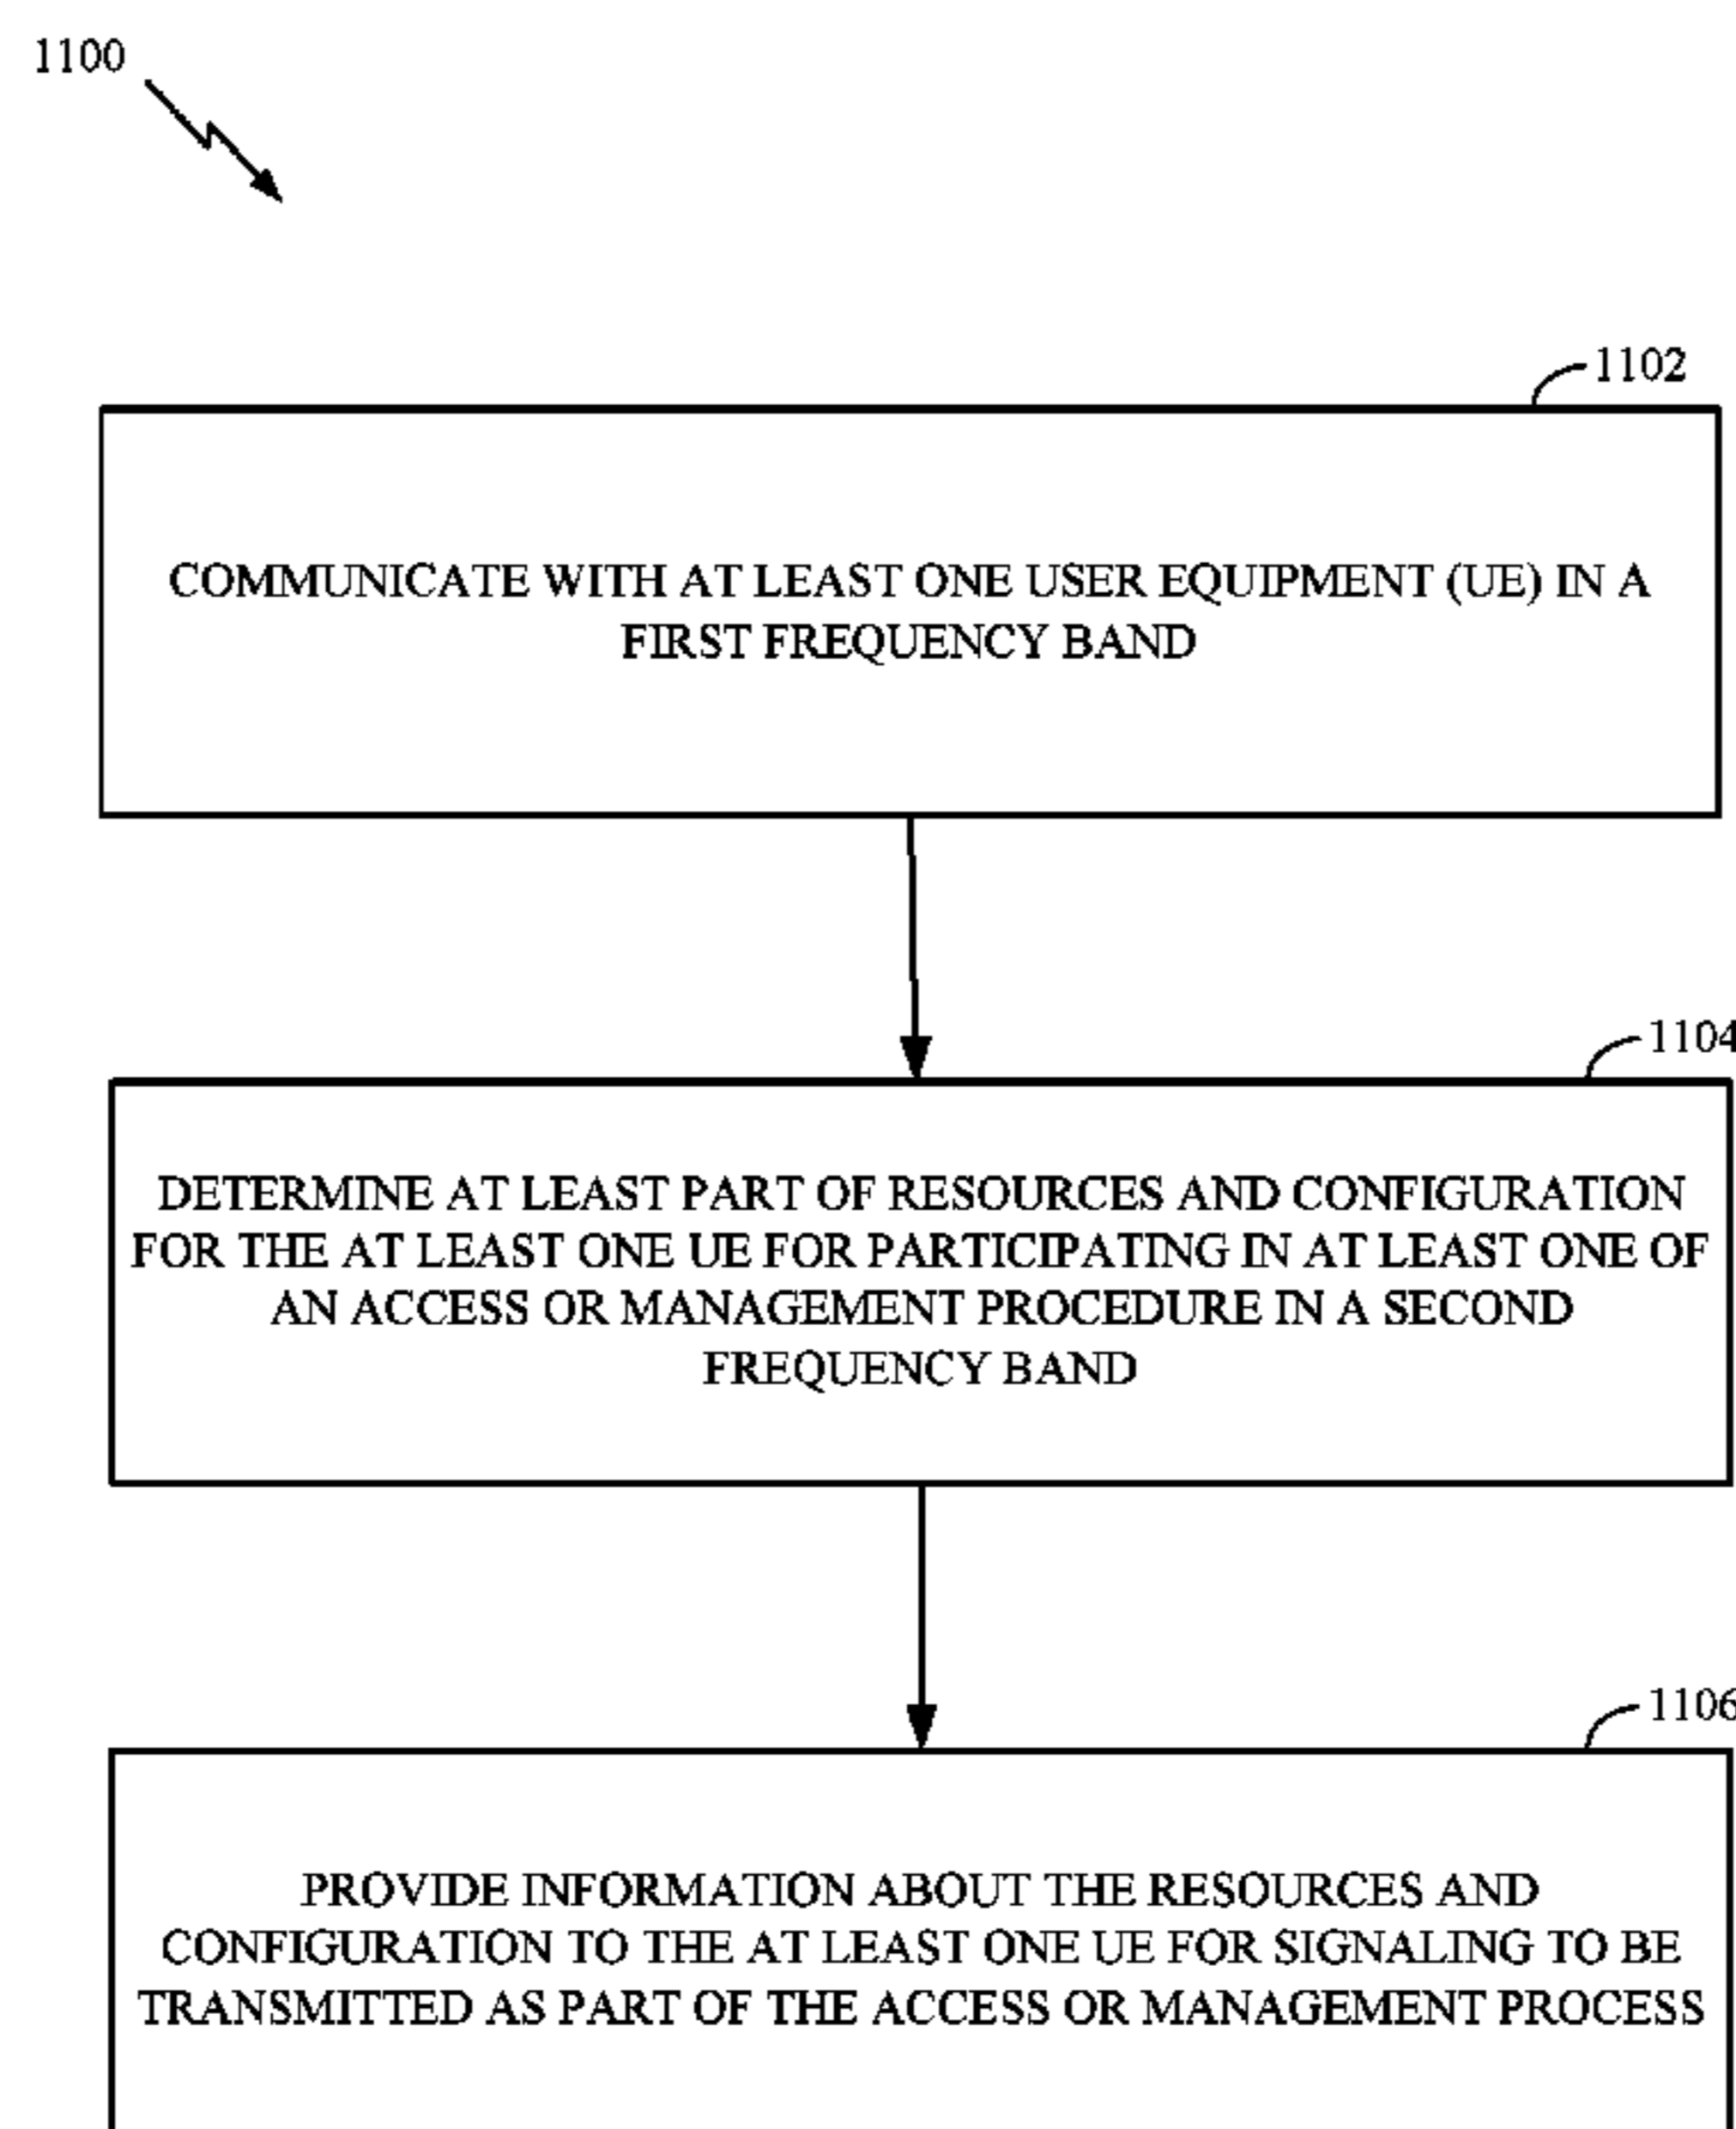 1100
1102
COMMUNICATE WITH AT LEAST ONE USER EQUIPMENT (UE) IN A
FIRST FREQUENCY BAND
1104
DETERMINE AT LEAST PART OF RESOURCES AND CONFIGURATION
FOR THE AT LEAST ONE UE FOR PARTICIPATING IN AT LEAST ONE OF
AN ACCESS OR MANAGEMENT PROCEDURE IN A SECOND
FREQUENCY BAND
1106
PROVIDE INFORMATION ABOUT THE RESOURCES AND
CONFIGURATION TO THE AT LEAST ONE UE FOR SIGNALING TO BE
TRANSMITTED AS PART OF THE ACCESS OR MANAGEMENT PROCESS